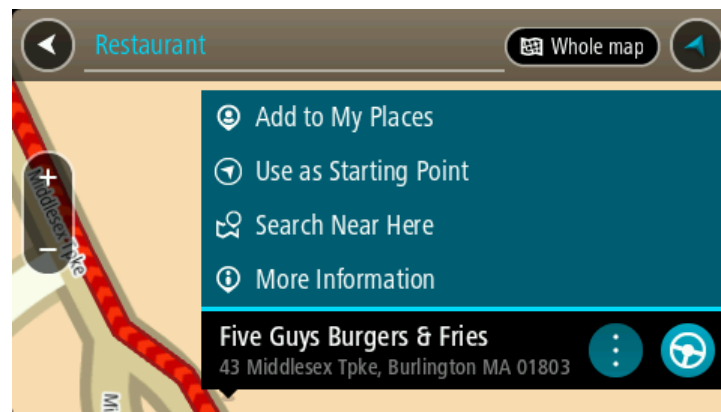 Restaurant
Whole map
Add to My Places
Use as Starting Point
Search Near Here
More Information
Five Guys Burgers & Fries
43 Middlesex Tpke, Burlington MA 01803
+
Middlesex Tpke
−
Mi